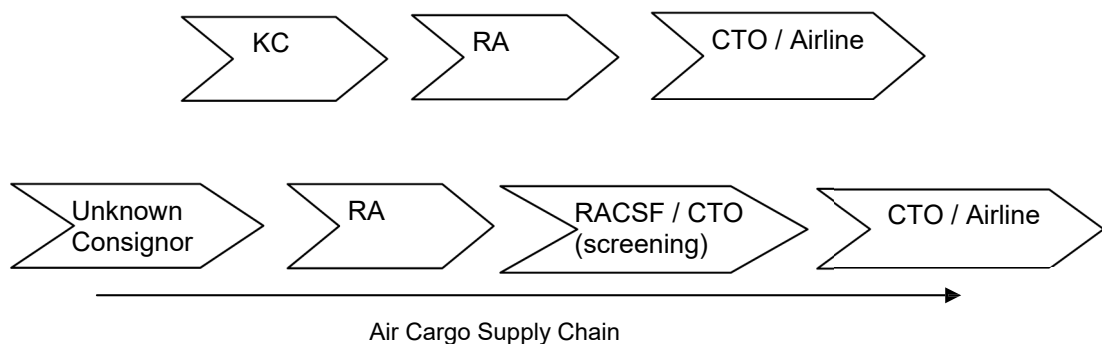 KC
RA
CTO / Airline
Unknown
Consignor
RA
RACSF / CTO
(screening)
CTO / Airline
Air Cargo Supply Chain